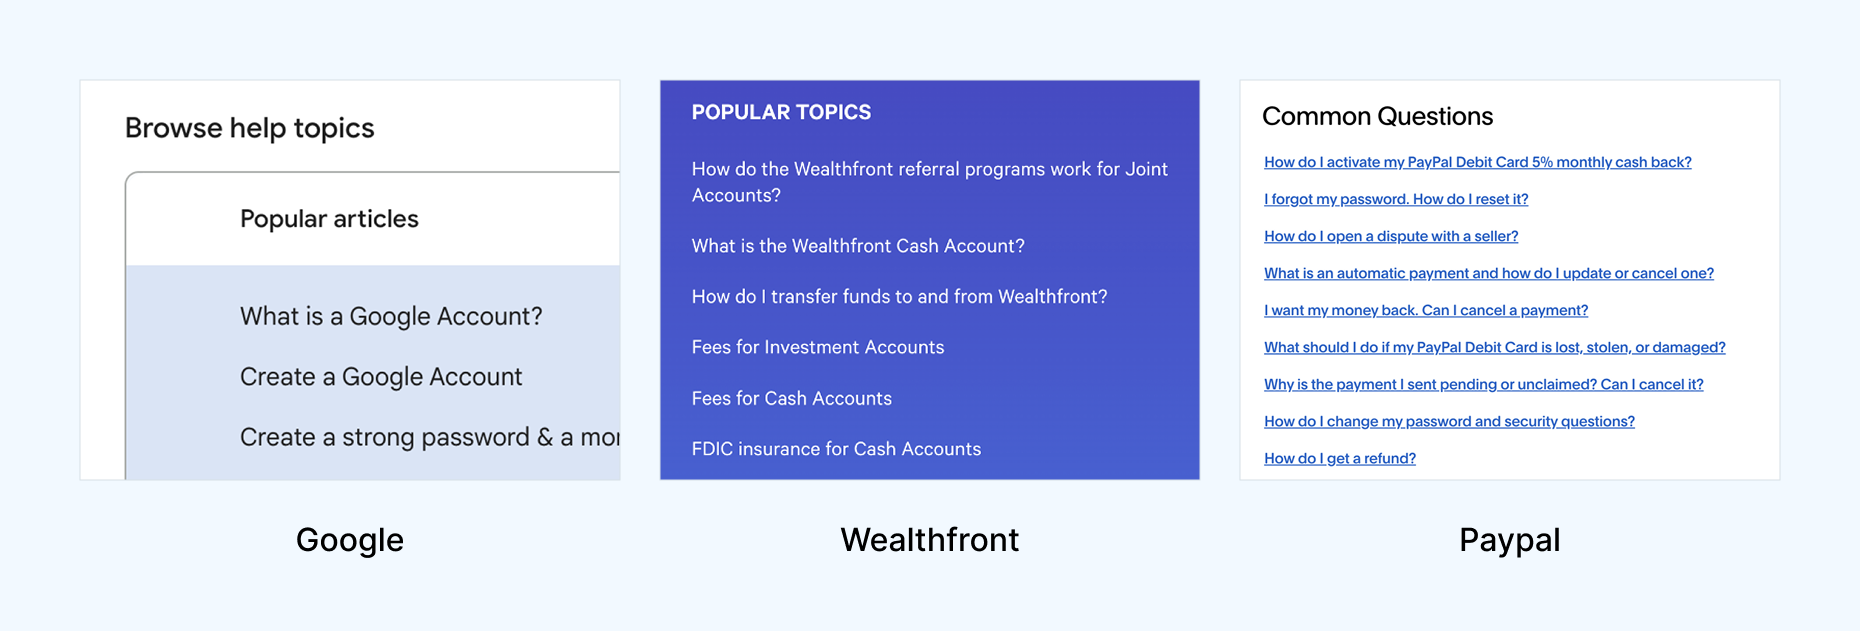 Browse help topics
Popular articles
What is a Google Account?
Create a Google Account
Create a strong password & a
Google
POPULAR TOPICS
How do the Wealthfront referral programs work for Joint
Accounts?
What is the Wealthfront Cash Account?
How do I transfer funds to and from Wealthfront?
Fees for Investment Accounts
Fees for Cash Accounts
FDIC insurance for Cash Accounts
Wealthfront
Common Questions
How do I activate my PayPal Debit Card 5% monthly cash back?
I forgot my password. How do I reset it?
How do I open a dispute with a seller?
What is an automatic payment and how do I update or cancel one?
I want my money back. Can I cancel a payment?
What should I do if my PayPal Debit Card is lost, stolen, or damaged?
Why is the payment I sent pending or unclaimed? Can I cancel it?
How do I change my password and security questions?
How do I get a refund?
Paypal